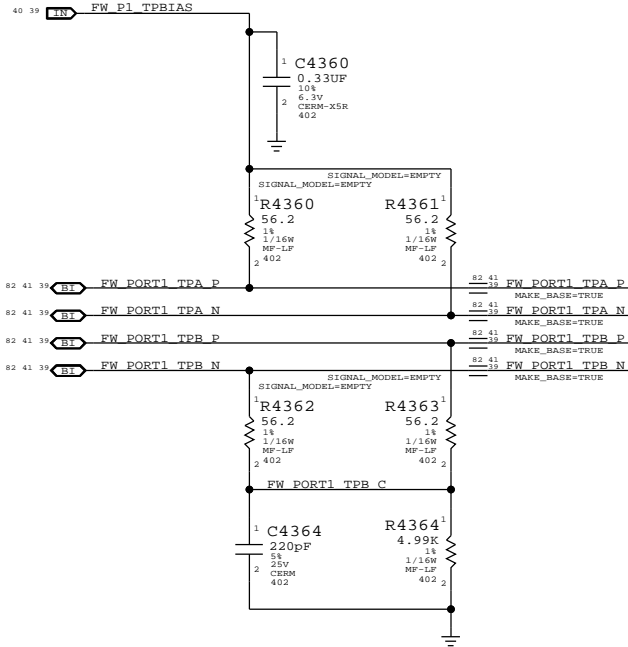 40 39 IN FW_P1_TPBIAS
1 C4360
0.33UF
10%
2 6.3V
CERM-X5R
402
SIGNAL_MODEL=EMPTY
SIGNAL_MODEL=EMPTY
1 R4360 R4361 1
56.2 56.2
1% 1%
1/16W 1/16W
MF-LF MF-LF
2 402 402 2
82 41 39 BI FW_PORT1_TPA_P 82 41 39 FW_PORT1_TPA_P
MAKE_BASE=TRUE
82 41 39 BI FW_PORT1_TPA_N 82 41 39 FW_PORT1_TPA_N
MAKE_BASE=TRUE
82 41 39 BI FW_PORT1_TPB_P 82 41 39 FW_PORT1_TPB_P
MAKE_BASE=TRUE
82 41 39 BI FW_PORT1_TPB_N 82 41 39 FW_PORT1_TPB_N
SIGNAL_MODEL=EMPTY MAKE_BASE=TRUE
SIGNAL_MODEL=EMPTY
1 R4362 R4363 1
56.2 56.2
1% 1%
1/16W 1/16W
MF-LF MF-LF
2 402 402 2
FW_PORT1_TPB_C
1 C4364 R4364 1
220pF 4.99K
5% 1%
25V 1/16W
2 CERM MF-LF
402 402 2